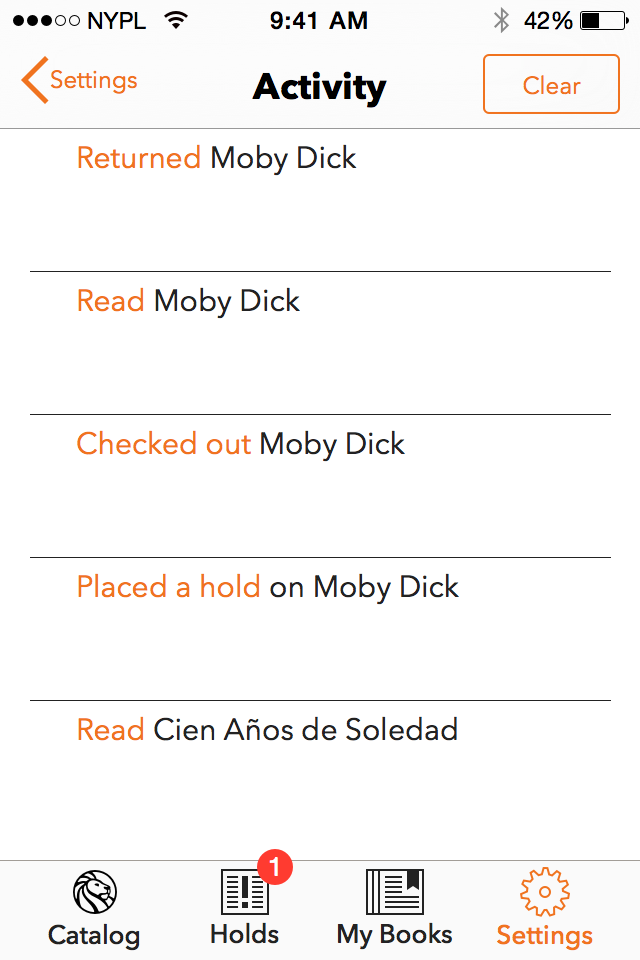 NYPL 9:41 AM 42%
Settings Activity Clear
Returned Moby Dick
Read Moby Dick
Checked out Moby Dick
Placed a hold on Moby Dick
Read Cien Años de Soledad
1
Catalog Holds My Books Settings